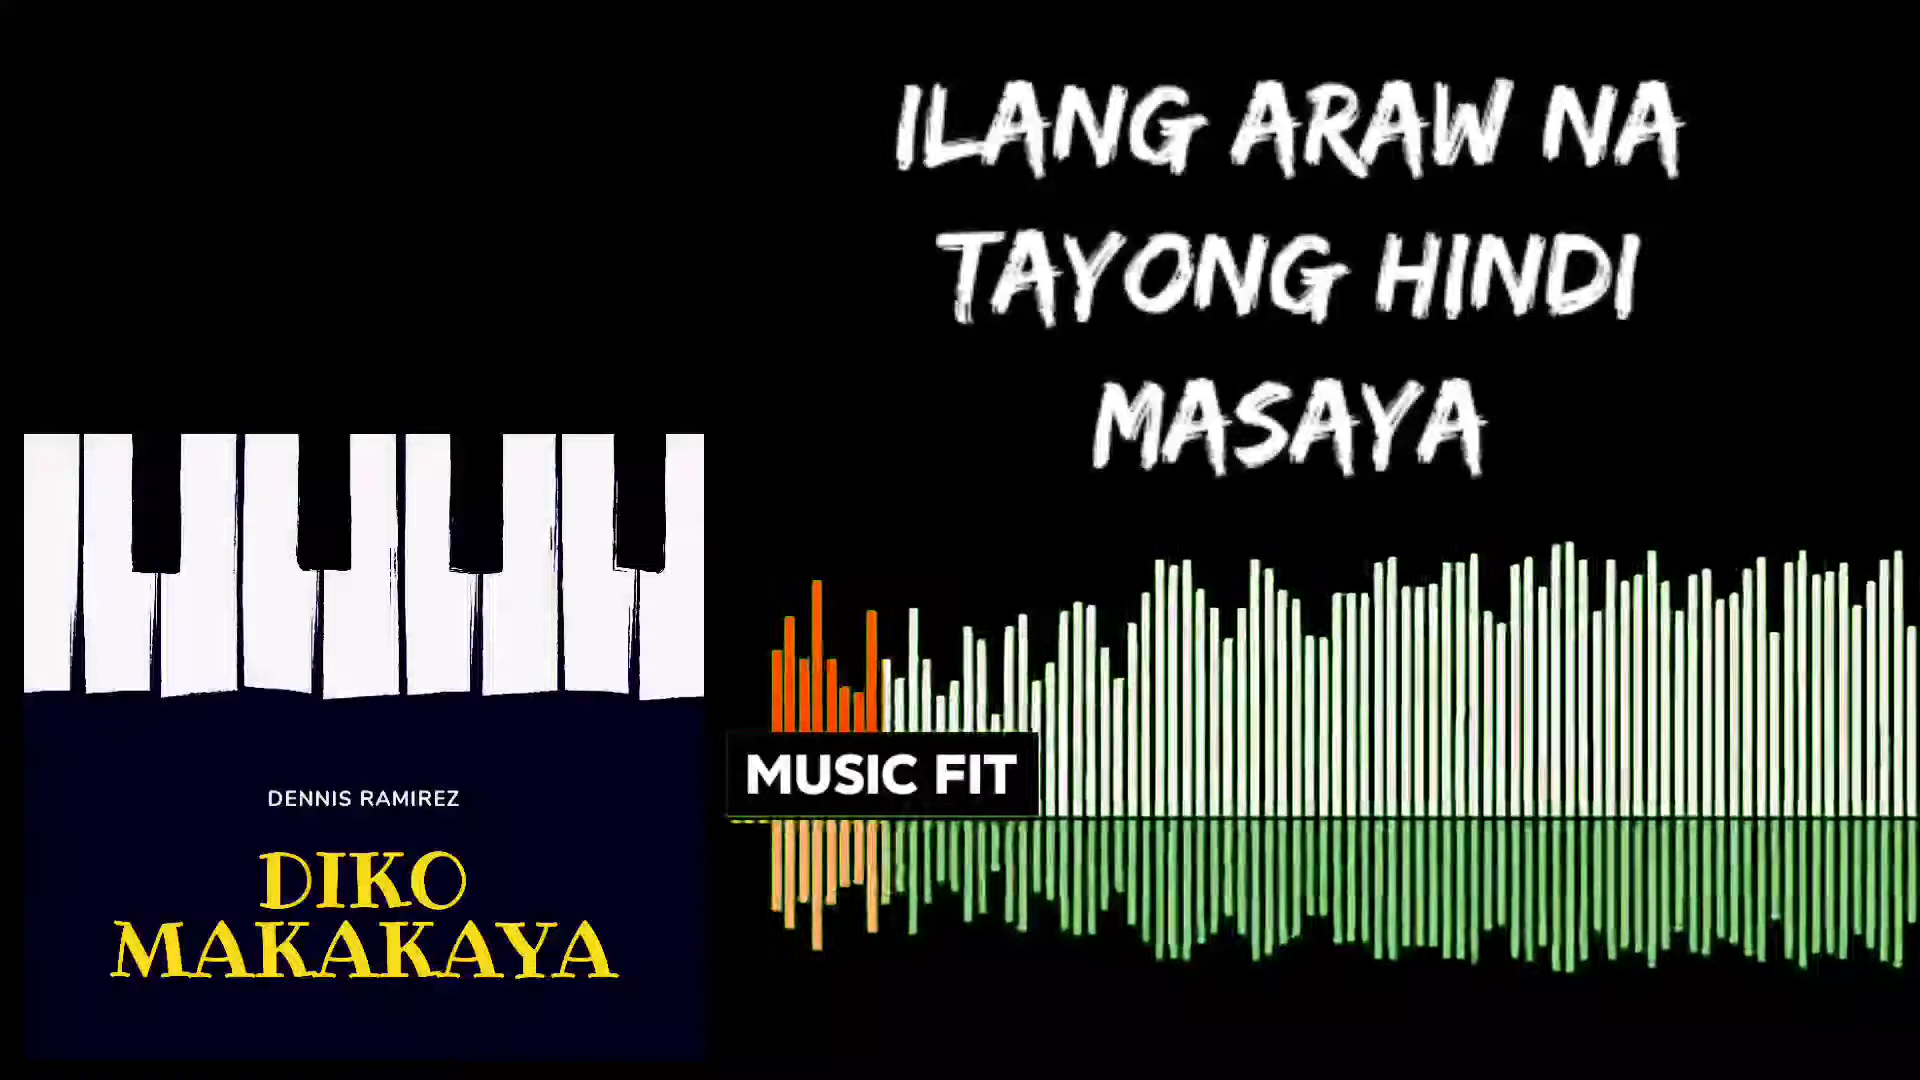 ILANG ARAW NA
TAYONG HINDI
MASAYA
MUSIC FIT
DENNIS RAMIREZ
DIKO
MAKAKAYA